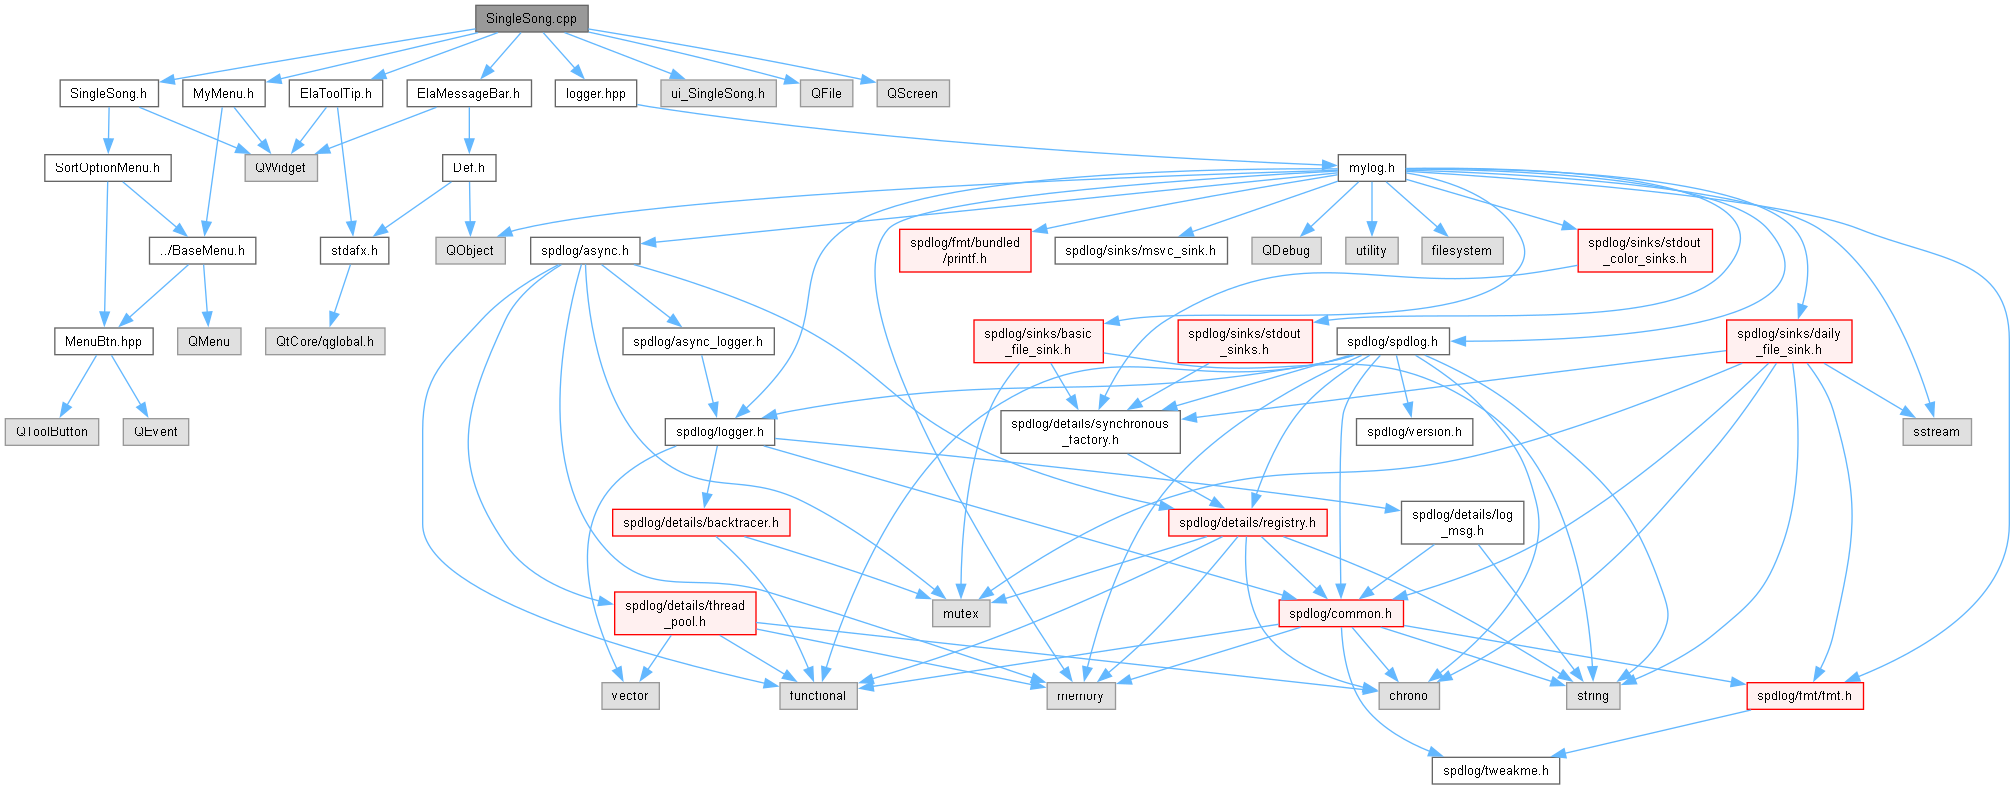 SingleSong.cpp
SingleSong.h
MyMenu.h
ElaToolTip.h
ElaMessageBar.h
logger.hpp
ui_SingleSong.h
QFile
QScreen
SortOptionMenu.h
QWidget
Def.h
mylog.h
../BaseMenu.h
stdafx.h
QObject
spdlog/async.h
spdlog/fmt/bundled
/printf.h
spdlog/sinks/msvc_sink.h
QDebug
utility
filesystem
spdlog/sinks/stdout
_color_sinks.h
MenuBtn.hpp
QMenu
QtCore/qglobal.h
spdlog/async_logger.h
spdlog/sinks/basic
_file_sink.h
spdlog/sinks/stdout
_sinks.h
spdlog/spdlog.h
spdlog/sinks/daily
_file_sink.h
QToolButton
QEvent
spdlog/logger.h
spdlog/details/synchronous
_factory.h
spdlog/version.h
sstream
spdlog/details/backtracer.h
spdlog/details/registry.h
spdlog/details/log
_msg.h
spdlog/details/thread
_pool.h
mutex
spdlog/common.h
vector
functional
memory
chrono
string
spdlog/fmt/fmt.h
spdlog/tweakme.h